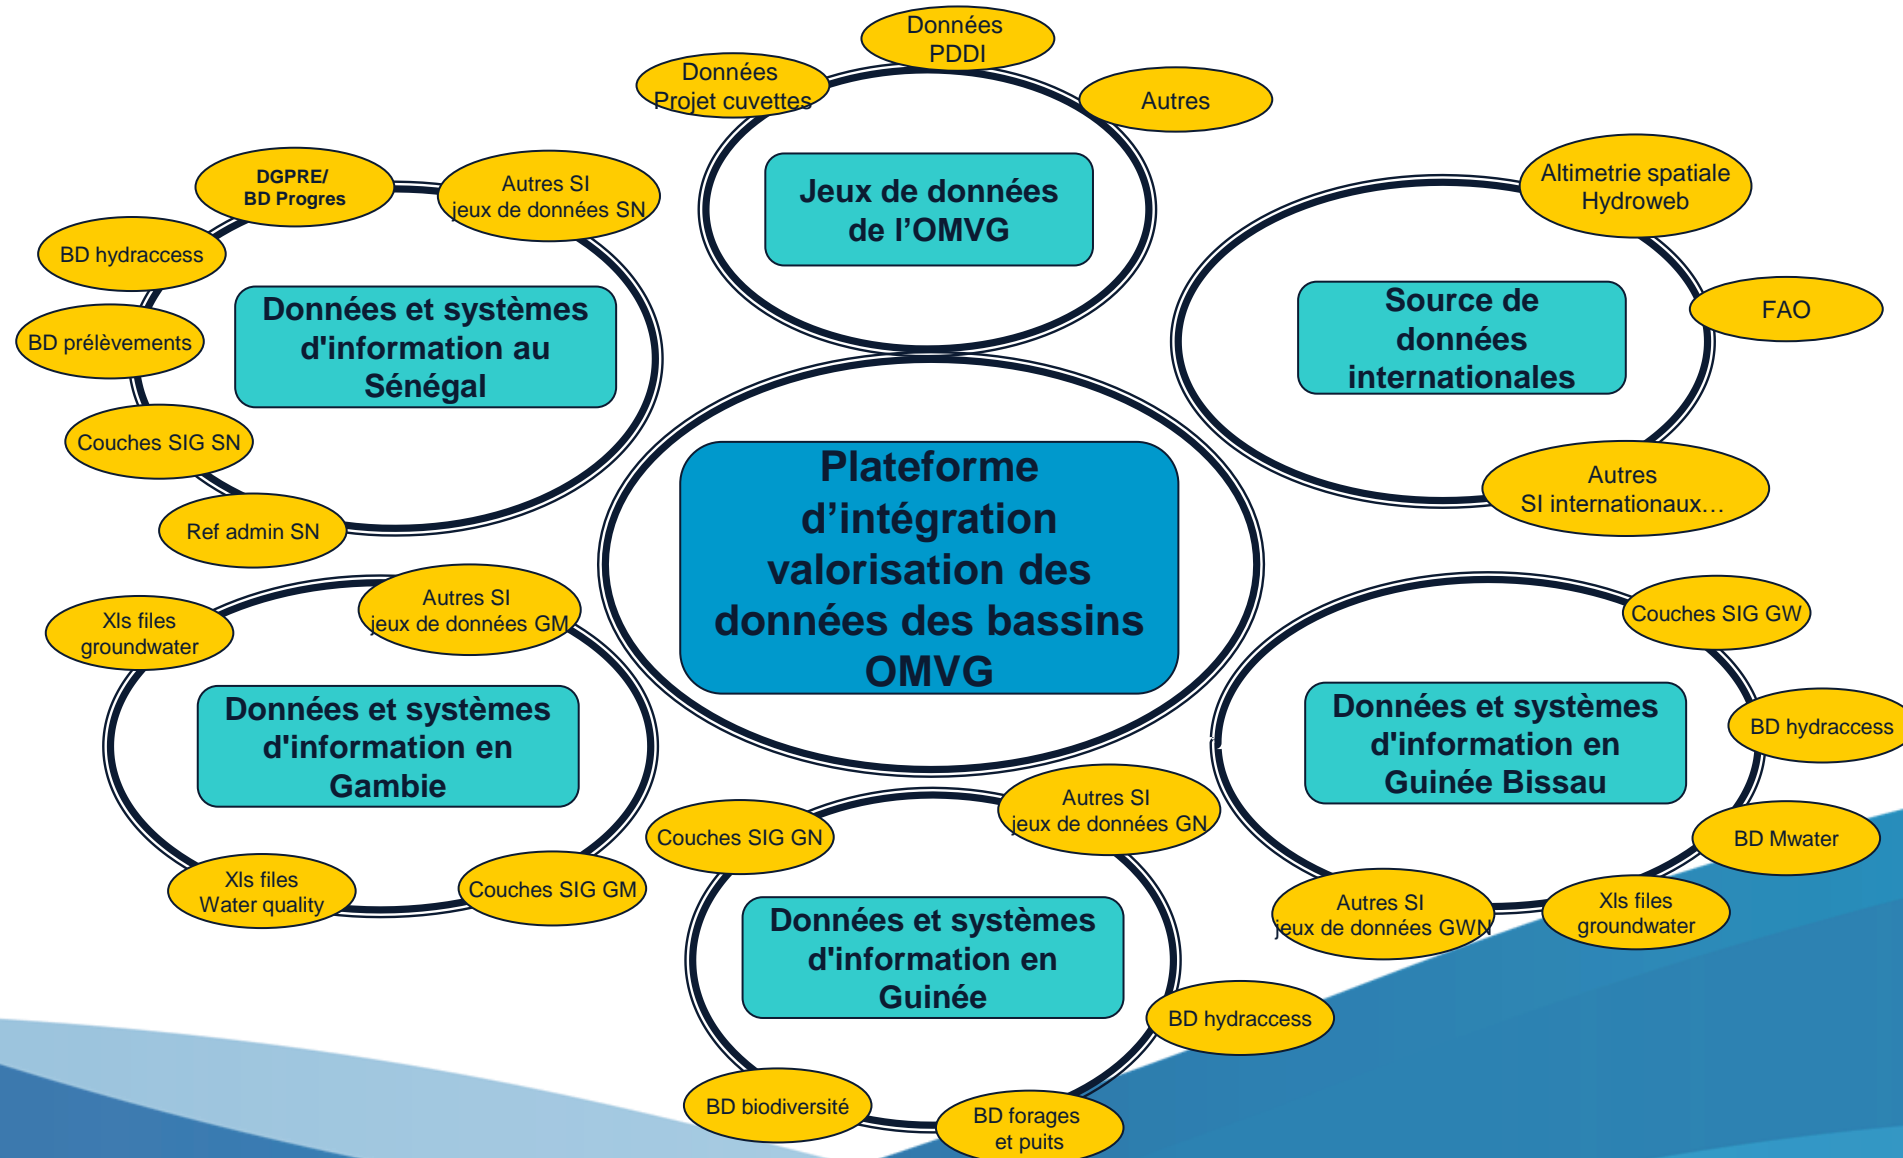 Données
PDDI
Données
Projet cuvettes
Autres
Jeux de données
de l’OMVG
DGPRE/
BD Progres
Autres SI
jeux de données SN
BD hydraccess
BD prélèvements
Couches SIG SN
Ref admin SN
Données et systèmes
d'information au
Sénégal
Altimetrie spatiale
Hydroweb
FAO
Autres
SI internationaux…
Source de
données
internationales
Plateforme
d’intégration
valorisation des
données des bassins
OMVG
Xls files
groundwater
Autres SI
jeux de données GM
Données et systèmes
d'information en
Gambie
Xls files
Water quality
Couches SIG GM
Couches SIG GW
BD hydraccess
BD Mwater
Xls files
groundwater
Autres SI
jeux de données GWN
Données et systèmes
d'information en
Guinée Bissau
Couches SIG GN
Autres SI
jeux de données GN
Données et systèmes
d'information en
Guinée
BD hydraccess
BD biodiversité
BD forages
et puits